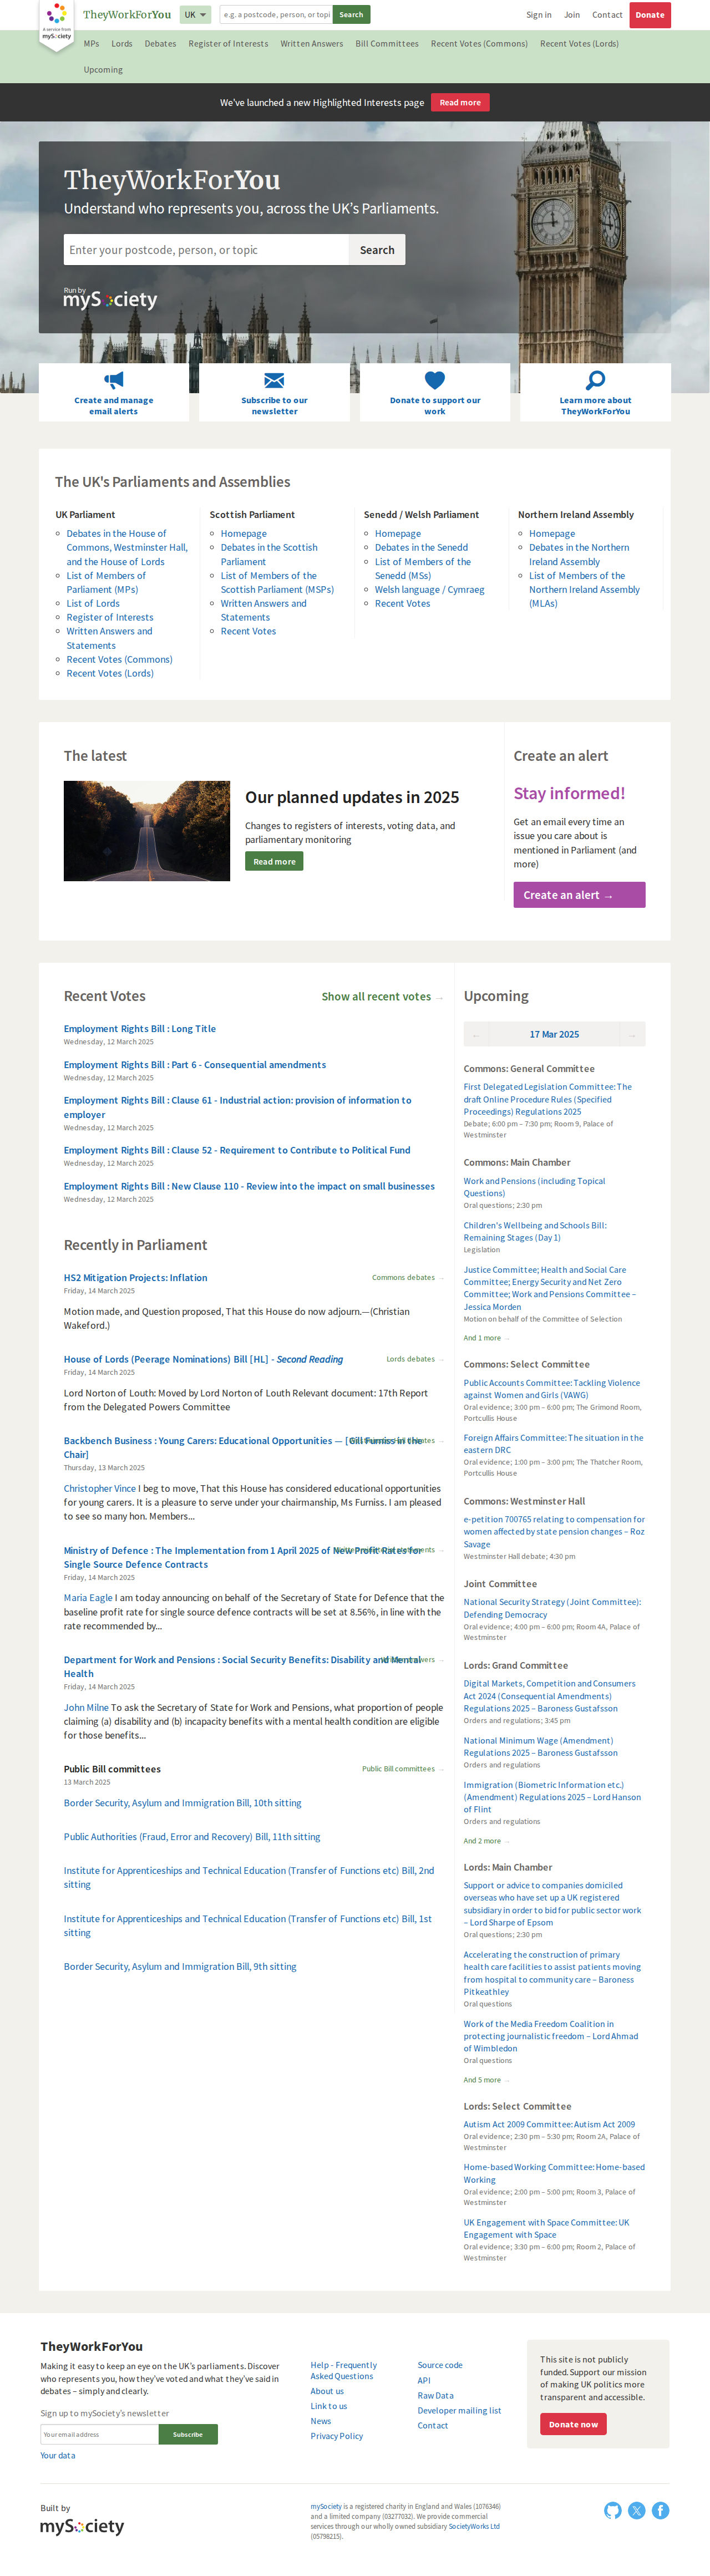 A service from
mySociety
TheyWorkForYou
UK
e.g. a postcode, person, or topi
Search
Sign in
Join
Contact
Donate
MPs
Lords
Debates
Register of Interests
Written Answers
Bill Committees
Recent Votes (Commons)
Recent Votes (Lords)
Upcoming
We've launched a new Highlighted Interests page
Read more
TheyWorkForYou
Understand who represents you, across the UK's Parliaments.
Enter your postcode, person, or topic
Search
Run by
mySociety
Create and manage
email alerts
Subscribe to our
newsletter
Donate to support our
work
Learn more about
TheyWorkForYou
The UK's Parliaments and Assemblies
UK Parliament
Debates in the House of
Commons, Westminster Hall,
and the House of Lords
List of Members of
Parliament (MPs)
List of Lords
Register of Interests
Written Answers and
Statements
Recent Votes (Commons)
Recent Votes (Lords)
Scottish Parliament
Homepage
Debates in the Scottish
Parliament
List of Members of the
Scottish Parliament (MSPs)
Written Answers and
Statements
Recent Votes
Senedd / Welsh Parliament
Homepage
Debates in the Senedd
List of Members of the
Senedd (MSs)
Welsh language / Cymraeg
Recent Votes
Northern Ireland Assembly
Homepage
Debates in the Northern
Ireland Assembly
List of Members of the
Northern Ireland Assembly
(MLAs)
The latest
Our planned updates in 2025
Changes to registers of interests, voting data, and
parliamentary monitoring
Read more
Create an alert
Stay informed!
Get an email every time an
issue you care about is
mentioned in Parliament (and
more)
Create an alert →
Recent Votes
Show all recent votes →
Employment Rights Bill : Long Title
Wednesday, 12 March 2025
Employment Rights Bill : Part 6 - Consequential amendments
Wednesday, 12 March 2025
Employment Rights Bill : Clause 61 - Industrial action: provision of information to
employer
Wednesday, 12 March 2025
Employment Rights Bill : Clause 52 - Requirement to Contribute to Political Fund
Wednesday, 12 March 2025
Employment Rights Bill : New Clause 110 - Review into the impact on small businesses
Wednesday, 12 March 2025
Recently in Parliament
HS2 Mitigation Projects: Inflation
Commons debates →
Friday, 14 March 2025
Motion made, and Question proposed, That this House do now adjourn.—(Christian
Wakeford.)
House of Lords (Peerage Nominations) Bill [HL] - Second Reading
Lords debates →
Friday, 14 March 2025
Lord Norton of Louth: Moved by Lord Norton of Louth Relevant document: 17th Report
from the Delegated Powers Committee
Backbench Business : Young Carers: Educational Opportunities — [Gill Furniss in the
Chair]
Thursday, 13 March 2025
Christopher Vince I beg to move, That this House has considered educational opportunities
for young carers. It is a pleasure to serve under your chairmanship, Ms Furniss. I am pleased
to see so many hon. Members...
Ministry of Defence : The Implementation from 1 April 2025 of New Profit Rates for
Single Source Defence Contracts
Friday, 14 March 2025
Maria Eagle I am today announcing on behalf of the Secretary of State for Defence that the
baseline profit rate for single source defence contracts will be set at 8.56%, in line with the
rate recommended by...
Department for Work and Pensions : Social Security Benefits: Disability and Mental
Health
Friday, 14 March 2025
John Milne To ask the Secretary of State for Work and Pensions, what proportion of people
claiming (a) disability and (b) incapacity benefits with a mental health condition are eligible
for those benefits...
Public Bill committees
Public Bill committees →
13 March 2025
Border Security, Asylum and Immigration Bill, 10th sitting
Public Authorities (Fraud, Error and Recovery) Bill, 11th sitting
Institute for Apprenticeships and Technical Education (Transfer of Functions etc) Bill, 2nd
sitting
Institute for Apprenticeships and Technical Education (Transfer of Functions etc) Bill, 1st
sitting
Border Security, Asylum and Immigration Bill, 9th sitting
Upcoming
← 17 Mar 2025 →
Commons: General Committee
First Delegated Legislation Committee: The
draft Online Procedure Rules (Specified
Proceedings) Regulations 2025
Debate; 6:00 pm – 7:30 pm; Room 9, Palace of
Westminster
Commons: Main Chamber
Work and Pensions (including Topical
Questions)
Oral questions; 2:30 pm
Children's Wellbeing and Schools Bill:
Remaining Stages (Day 1)
Legislation
Justice Committee; Health and Social Care
Committee; Energy Security and Net Zero
Committee; Work and Pensions Committee –
Jessica Morden
Motion on behalf of the Committee of Selection
And 1 more →
Commons: Select Committee
Public Accounts Committee: Tackling Violence
against Women and Girls (VAWG)
Oral evidence; 3:00 pm – 6:00 pm; The Grimond Room,
Portcullis House
Foreign Affairs Committee: The situation in the
eastern DRC
Oral evidence; 1:00 pm – 3:00 pm; The Thatcher Room,
Portcullis House
Commons: Westminster Hall
e-petition 700765 relating to compensation for
women affected by state pension changes – Roz
Savage
Westminster Hall debate; 4:30 pm
Joint Committee
National Security Strategy (Joint Committee):
Defending Democracy
Oral evidence; 4:00 pm – 6:00 pm; Room 4A, Palace of
Westminster
Lords: Grand Committee
Digital Markets, Competition and Consumers
Act 2024 (Consequential Amendments)
Regulations 2025 – Baroness Gustafsson
Orders and regulations; 3:45 pm
National Minimum Wage (Amendment)
Regulations 2025 – Baroness Gustafsson
Orders and regulations
Immigration (Biometric Information etc.)
(Amendment) Regulations 2025 – Lord Hanson
of Flint
Orders and regulations
And 2 more →
Lords: Main Chamber
Support or advice to companies domiciled
overseas who have set up a UK registered
subsidiary in order to bid for public sector work
– Lord Sharpe of Epsom
Oral questions; 2:30 pm
Accelerating the construction of primary
health care facilities to assist patients moving
from hospital to community care – Baroness
Pitkeathley
Oral questions
Work of the Media Freedom Coalition in
protecting journalistic freedom – Lord Ahmad
of Wimbledon
Oral questions
And 5 more →
Lords: Select Committee
Autism Act 2009 Committee: Autism Act 2009
Oral evidence; 2:30 pm – 5:30 pm; Room 2A, Palace of
Westminster
Home-based Working Committee: Home-based
Working
Oral evidence; 2:00 pm – 5:00 pm; Room 3, Palace of
Westminster
UK Engagement with Space Committee: UK
Engagement with Space
Oral evidence; 3:30 pm – 6:00 pm; Room 2, Palace of
Westminster
TheyWorkForYou
Making it easy to keep an eye on the UK's parliaments. Discover
who represents you, how they've voted and what they've said in
debates – simply and clearly.
Sign up to mySociety's newsletter
Your email address
Subscribe
Your data
Help - Frequently
Asked Questions
About us
Link to us
News
Privacy Policy
Source code
API
Raw Data
Developer mailing list
Contact
This site is not publicly
funded. Support our mission
of making UK politics more
transparent and accessible.
Donate now
Built by
mySociety
mySociety is a registered charity in England and Wales (1076346)
and a limited company (03277032). We provide commercial
services through our wholly owned subsidiary SocietyWorks Ltd
(05798215).